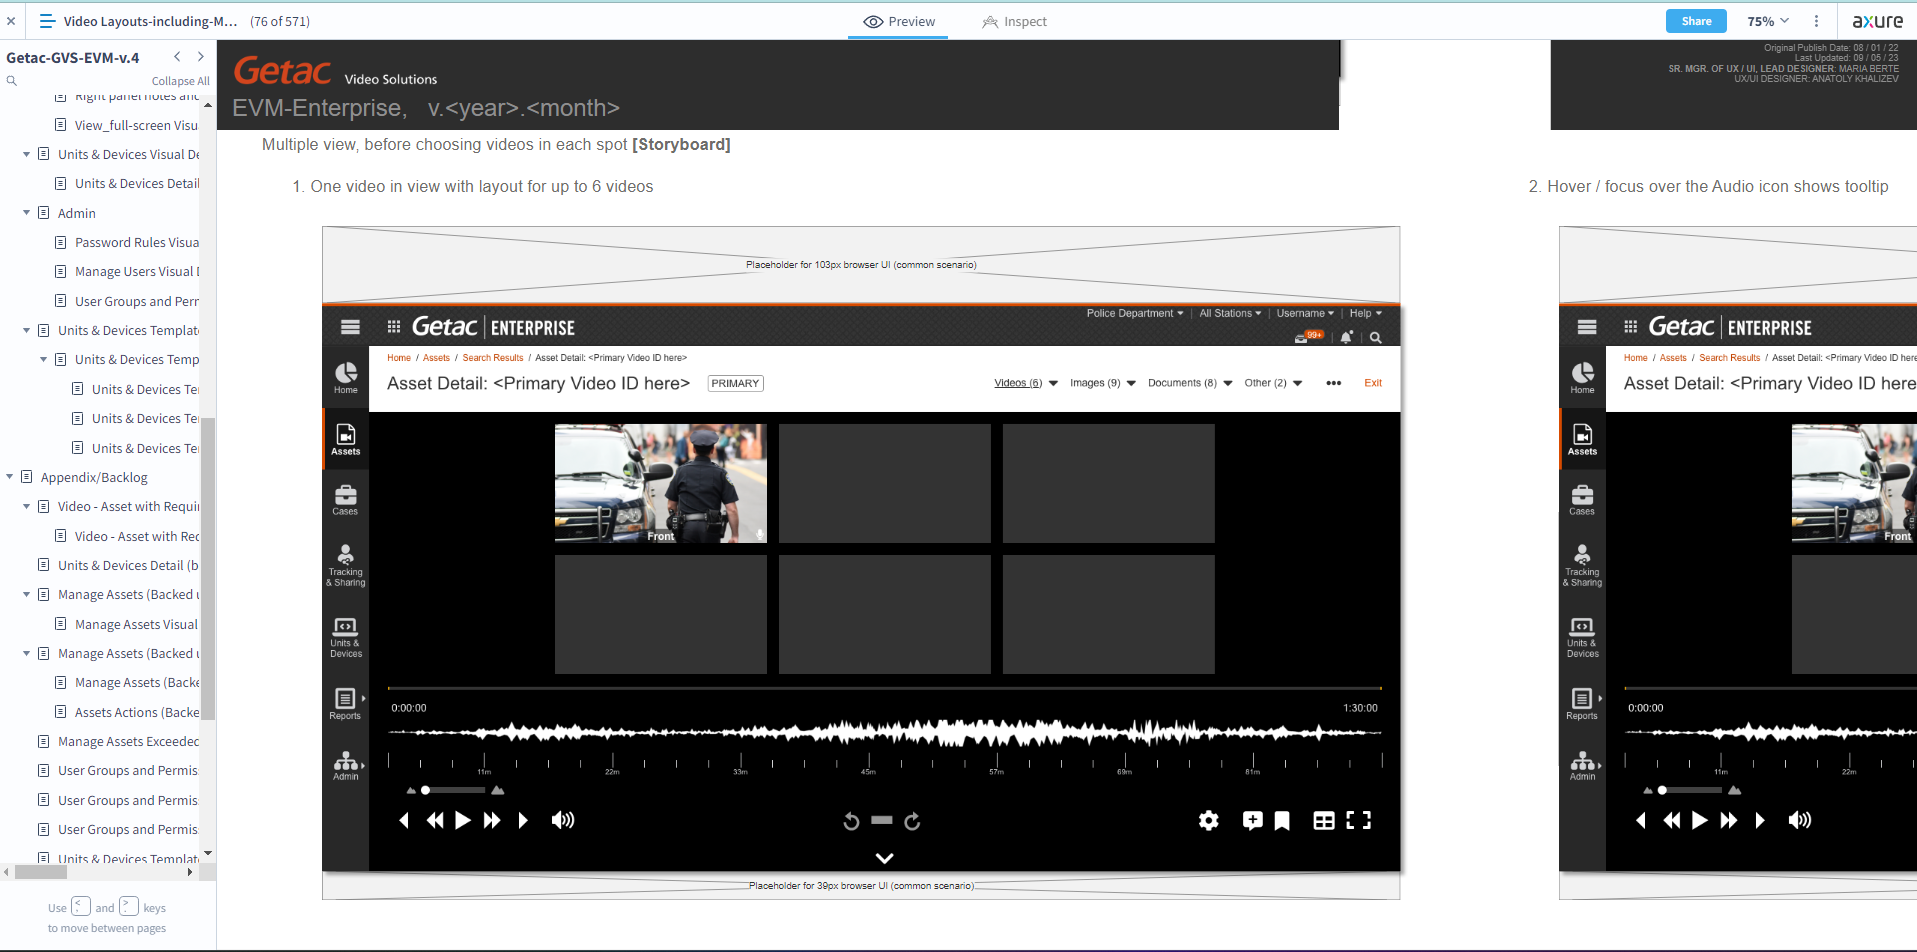 Video Layouts-including-M... (76 of 571)
Preview
Inspect
Share
75%
axure
Getac-GVS-EVM-v.4
Collapse All
Right panel notes and
View_full-screen Visu
Units & Devices Visual De
Units & Devices Detail
Admin
Password Rules Visua
Manage Users Visual D
User Groups and Perm
Units & Devices Templat
Units & Devices Temp
Units & Devices Te
Units & Devices Te
Units & Devices Te
Appendix/Backlog
Video - Asset with Requir
Video - Asset with Rec
Units & Devices Detail (b
Manage Assets (Backed u
Manage Assets Visual
Manage Assets (Backed u
Manage Assets (Backe
Assets Actions (Backe
Manage Assets Exceeded
User Groups and Permis
User Groups and Permis
User Groups and Permis
Units & Devices Templat
Use < , and > . keys
to move between pages
Getac Video Solutions
EVM-Enterprise, v.<year>.<month>
Original Publish Date: 08 / 01 / 22
Last Updated: 09 / 05 / 23
SR. MGR. OF UX / UI, LEAD DESIGNER: MARIA BERTE
UX/UI DESIGNER: ANATOLY KHALIZEV
Multiple view, before choosing videos in each spot [Storyboard]
1. One video in view with layout for up to 6 videos
Placeholder for 103px browser UI (common scenario)
Getac ENTERPRISE
Police Department
All Stations
Username
Help
99+
Home / Assets / Search Results / Asset Detail: <Primary Video ID here>
Asset Detail: <Primary Video ID here>
PRIMARY
Videos (6)
Images (9)
Documents (8)
Other (2)
•••
Exit
Home
Assets
Cases
Tracking
& Sharing
Units &
Devices
Reports
Admin
Front
0:00:00
1:30:00
11m
22m
33m
45m
57m
69m
81m
Placeholder for 39px browser UI (common scenario)
2. Hover / focus over the Audio icon shows tooltip
Getac ENTERPRISE
Home / Assets / Search Results / Asset Detail: <Primary Video ID here
Asset Detail: <Primary Video ID here
Home
Assets
Cases
Tracking
& Sharing
Units &
Devices
Reports
Admin
Front
0:00:00
11m
22m